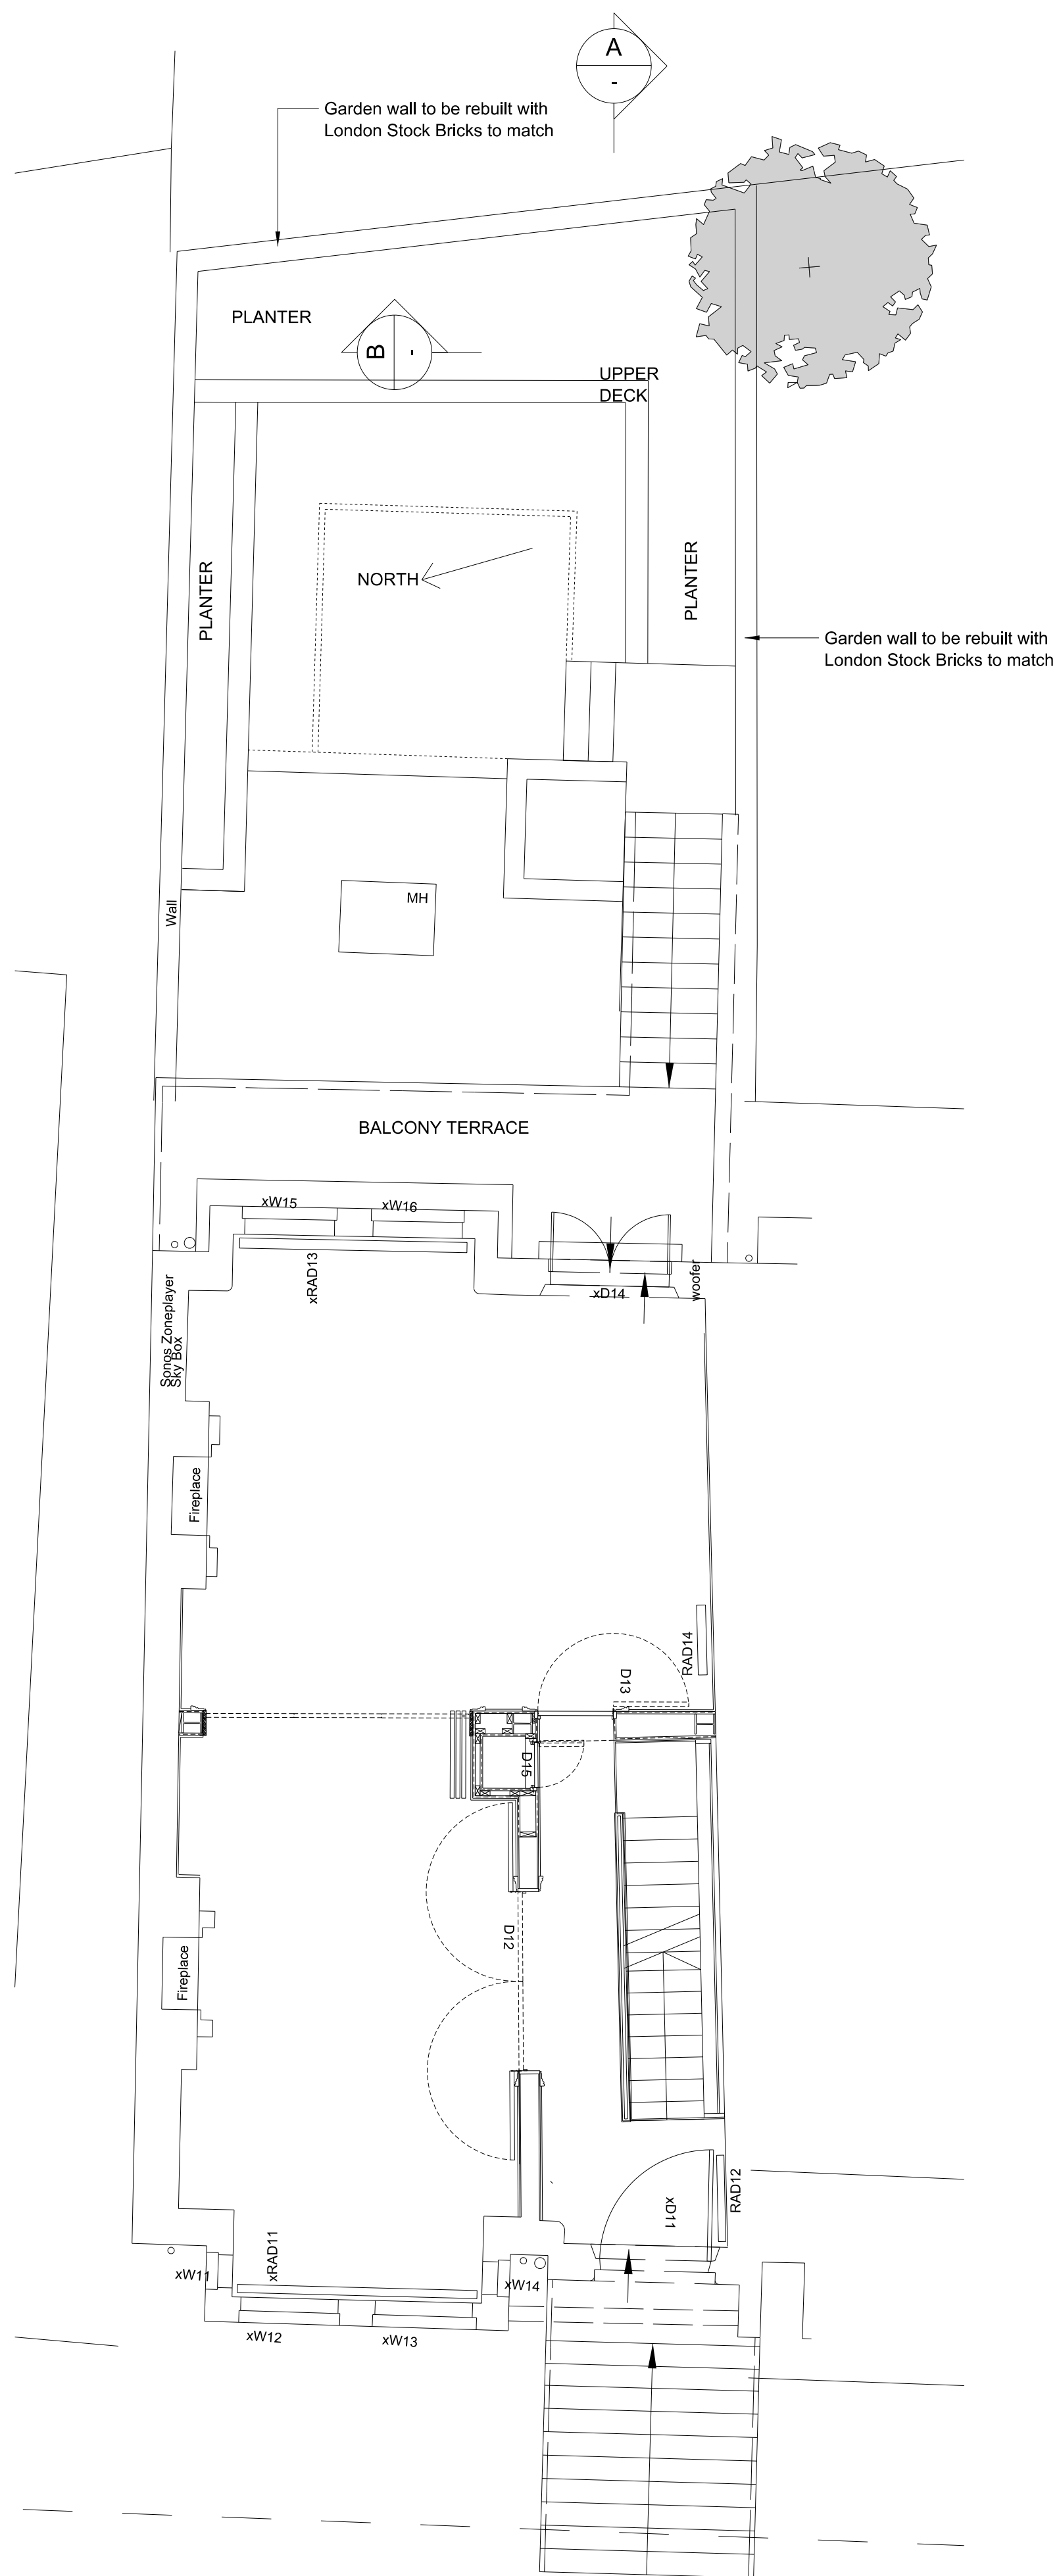 A
-
Garden wall to be rebuilt with
London Stock Bricks to match
PLANTER
B
-
UPPER
DECK
PLANTER
NORTH
PLANTER
Garden wall to be rebuilt with
London Stock Bricks to match
MH
Wall
BALCONY TERRACE
xW15
xW16
xRAD13
xD14
woofer
Sonos Zoneplayer
Sky Box
Fireplace
RAD14
D13
D15
D12
Fireplace
xD11
RAD12
xRAD11
xW11
xW14
xW12
xW13